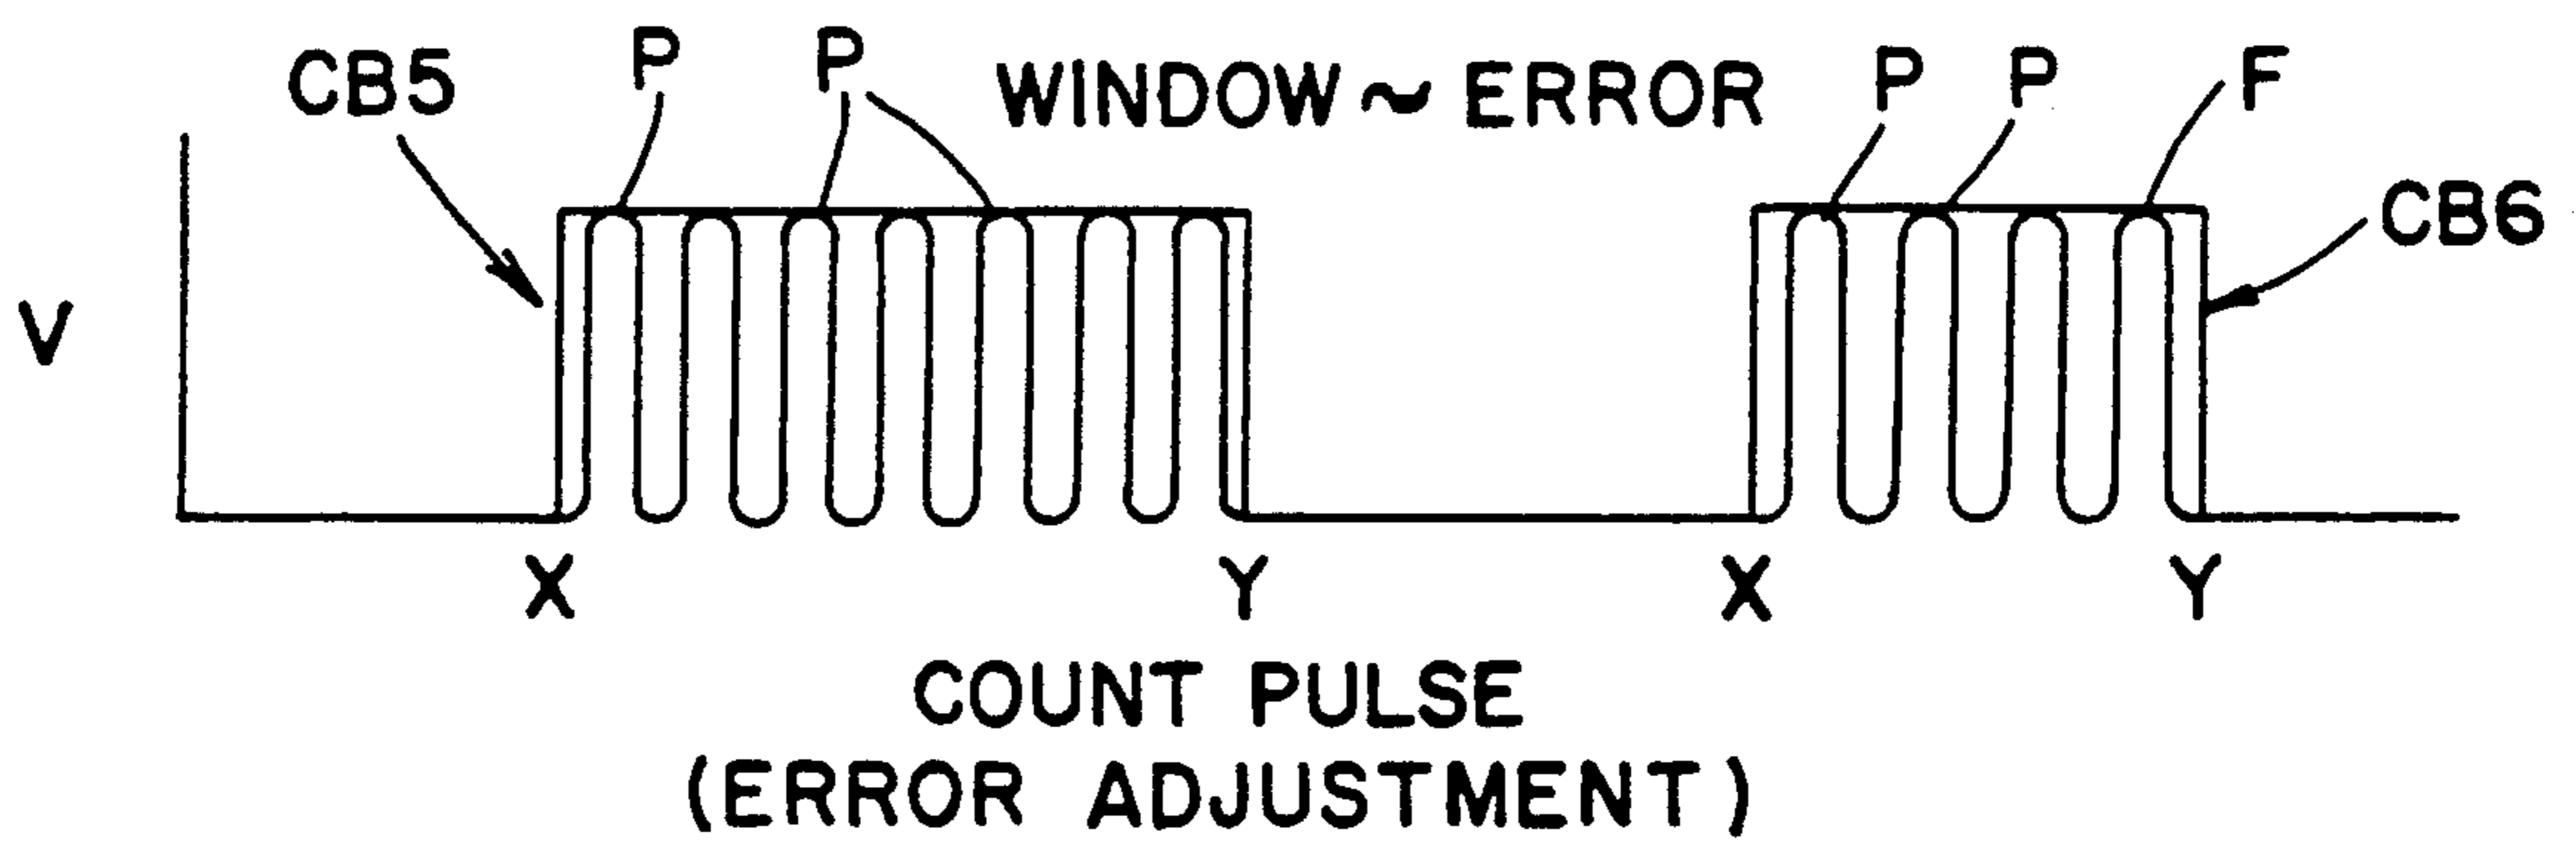 CB5 P P WINDOW ~ ERROR P P F
CB6
V
X Y X Y
COUNT PULSE
(ERROR ADJUSTMENT)